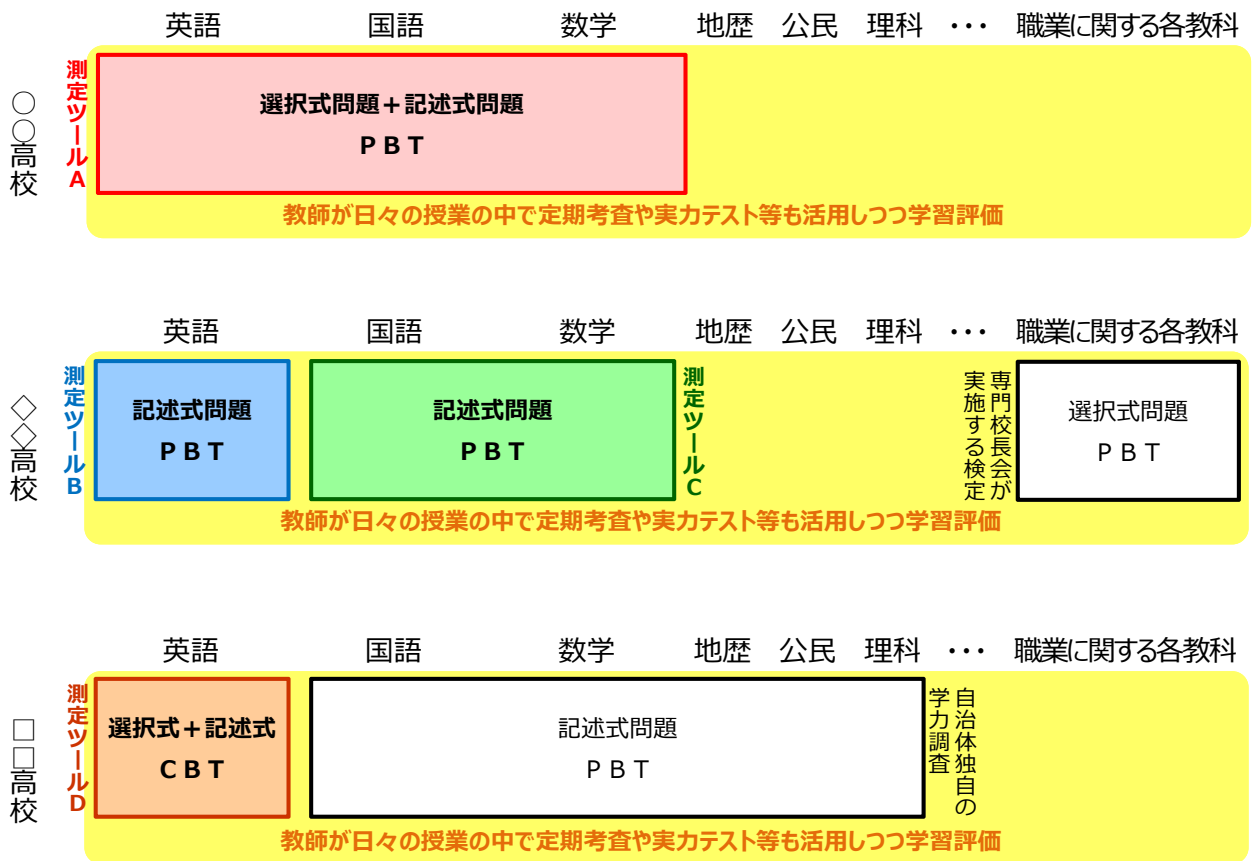 英語 国語 数学 地歴 公民 理科 ・・・ 職業に関する各教科
○○高校
測定ツールA
選択式問題＋記述式問題
ＰＢＴ
教師が日々の授業の中で定期考査や実力テスト等も活用しつつ学習評価
英語 国語 数学 地歴 公民 理科 ・・・ 職業に関する各教科
◇◇高校
測定ツールB
記述式問題
ＰＢＴ
記述式問題
ＰＢＴ
測定ツールC
専門校長会が
実施する検定
選択式問題
ＰＢＴ
教師が日々の授業の中で定期考査や実力テスト等も活用しつつ学習評価
英語 国語 数学 地歴 公民 理科 ・・・ 職業に関する各教科
□□高校
測定ツールD
選択式＋記述式
ＣＢＴ
記述式問題
ＰＢＴ
自治体独自の
学力調査
教師が日々の授業の中で定期考査や実力テスト等も活用しつつ学習評価